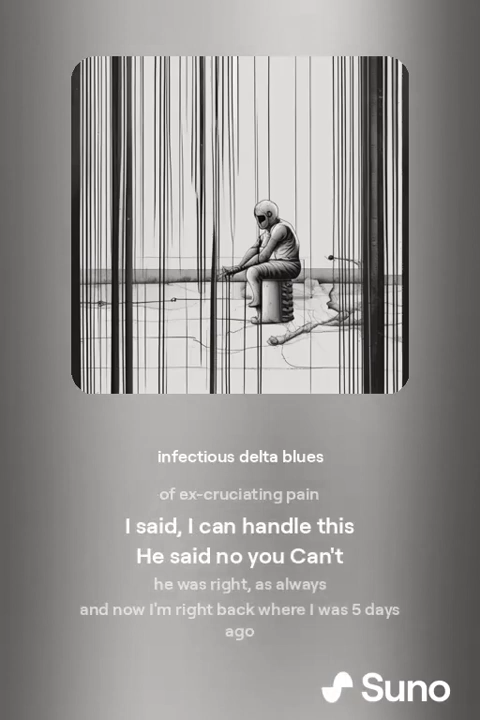 infectious delta blues
of ex-cruciating pain
I said, I can handle this
He said no you Can't
he was right, as always
and now I'm right back where I was 5 days
ago
Suno